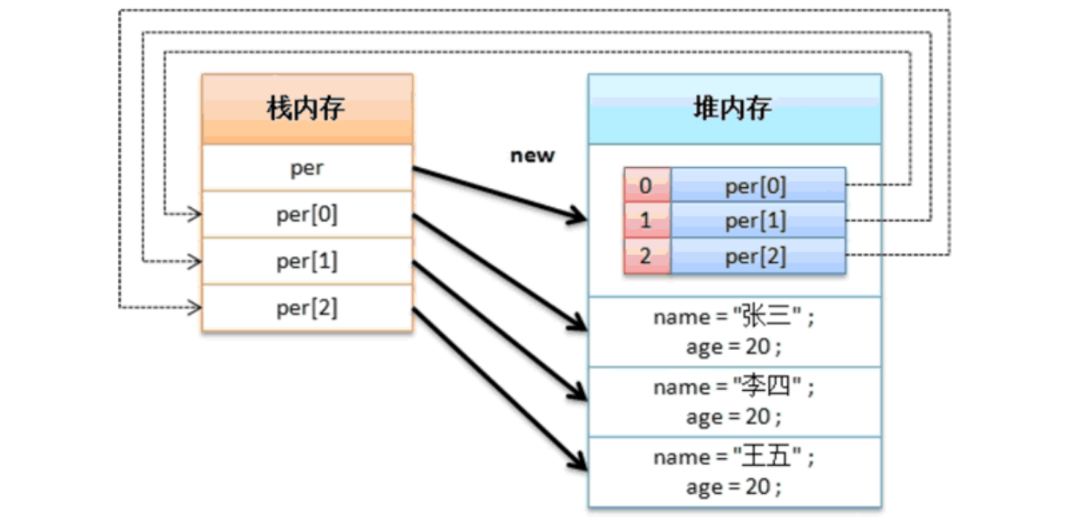 栈内存
per
per[0]
per[1]
per[2]
new
堆内存
0 per[0]
1 per[1]
2 per[2]
name = "张三" ;
age = 20 ;
name = "李四" ;
age = 20 ;
name = "王五" ;
age = 20 ;